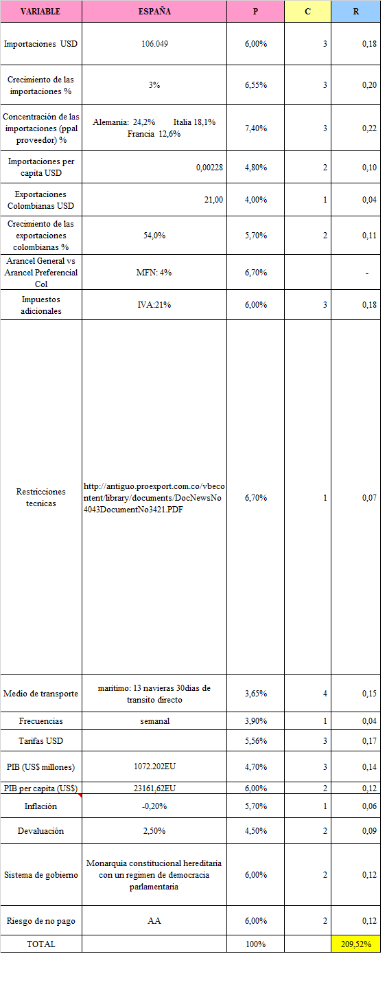 VARIABLE ESPAÑA P C R
Importaciones USD 106.049 6,00% 3 0,18
Crecimiento de las
importaciones % 3% 6,55% 3 0,20
Concentración de las
importaciones (ppal
proveedor) % Alemania: 24,2% Italia 18,1%
Francia 12,6% 7,40% 3 0,22
Importaciones per
capita USD 0,00228 4,80% 2 0,10
Exportaciones
Colombianas USD 21,00 4,00% 1 0,04
Crecimiento de las
exportaciones
colombianas % 54,0% 5,70% 2 0,11
Arancel General vs
Arancel Preferencial
Col MFN: 4% 6,70% -
Impuestos
adicionales IVA:21% 6,00% 3 0,18
Restricciones
tecnicas http://antiguo.proexport.com.co/vbeco
ntent/library/documents/DocNewsNo
4043DocumentNo3421.PDF 6,70% 1 0,07
Medio de transporte maritimo: 13 navieras 30dias de
transito directo 3,65% 4 0,15
Frecuencias semanal 3,90% 1 0,04
Tarifas USD 5,56% 3 0,17
PIB (US$ millones) 1072.202EU 4,70% 3 0,14
PIB per capita (US$) 23161,62EU 6,00% 2 0,12
Inflación -0,20% 5,70% 1 0,06
Devaluación 2,50% 4,50% 2 0,09
Sistema de gobierno Monarquia constitucional hereditaria
con un regimen de democracia
parlamentaria 6,00% 2 0,12
Riesgo de no pago AA 6,00% 2 0,12
TOTAL 100% 209,52%